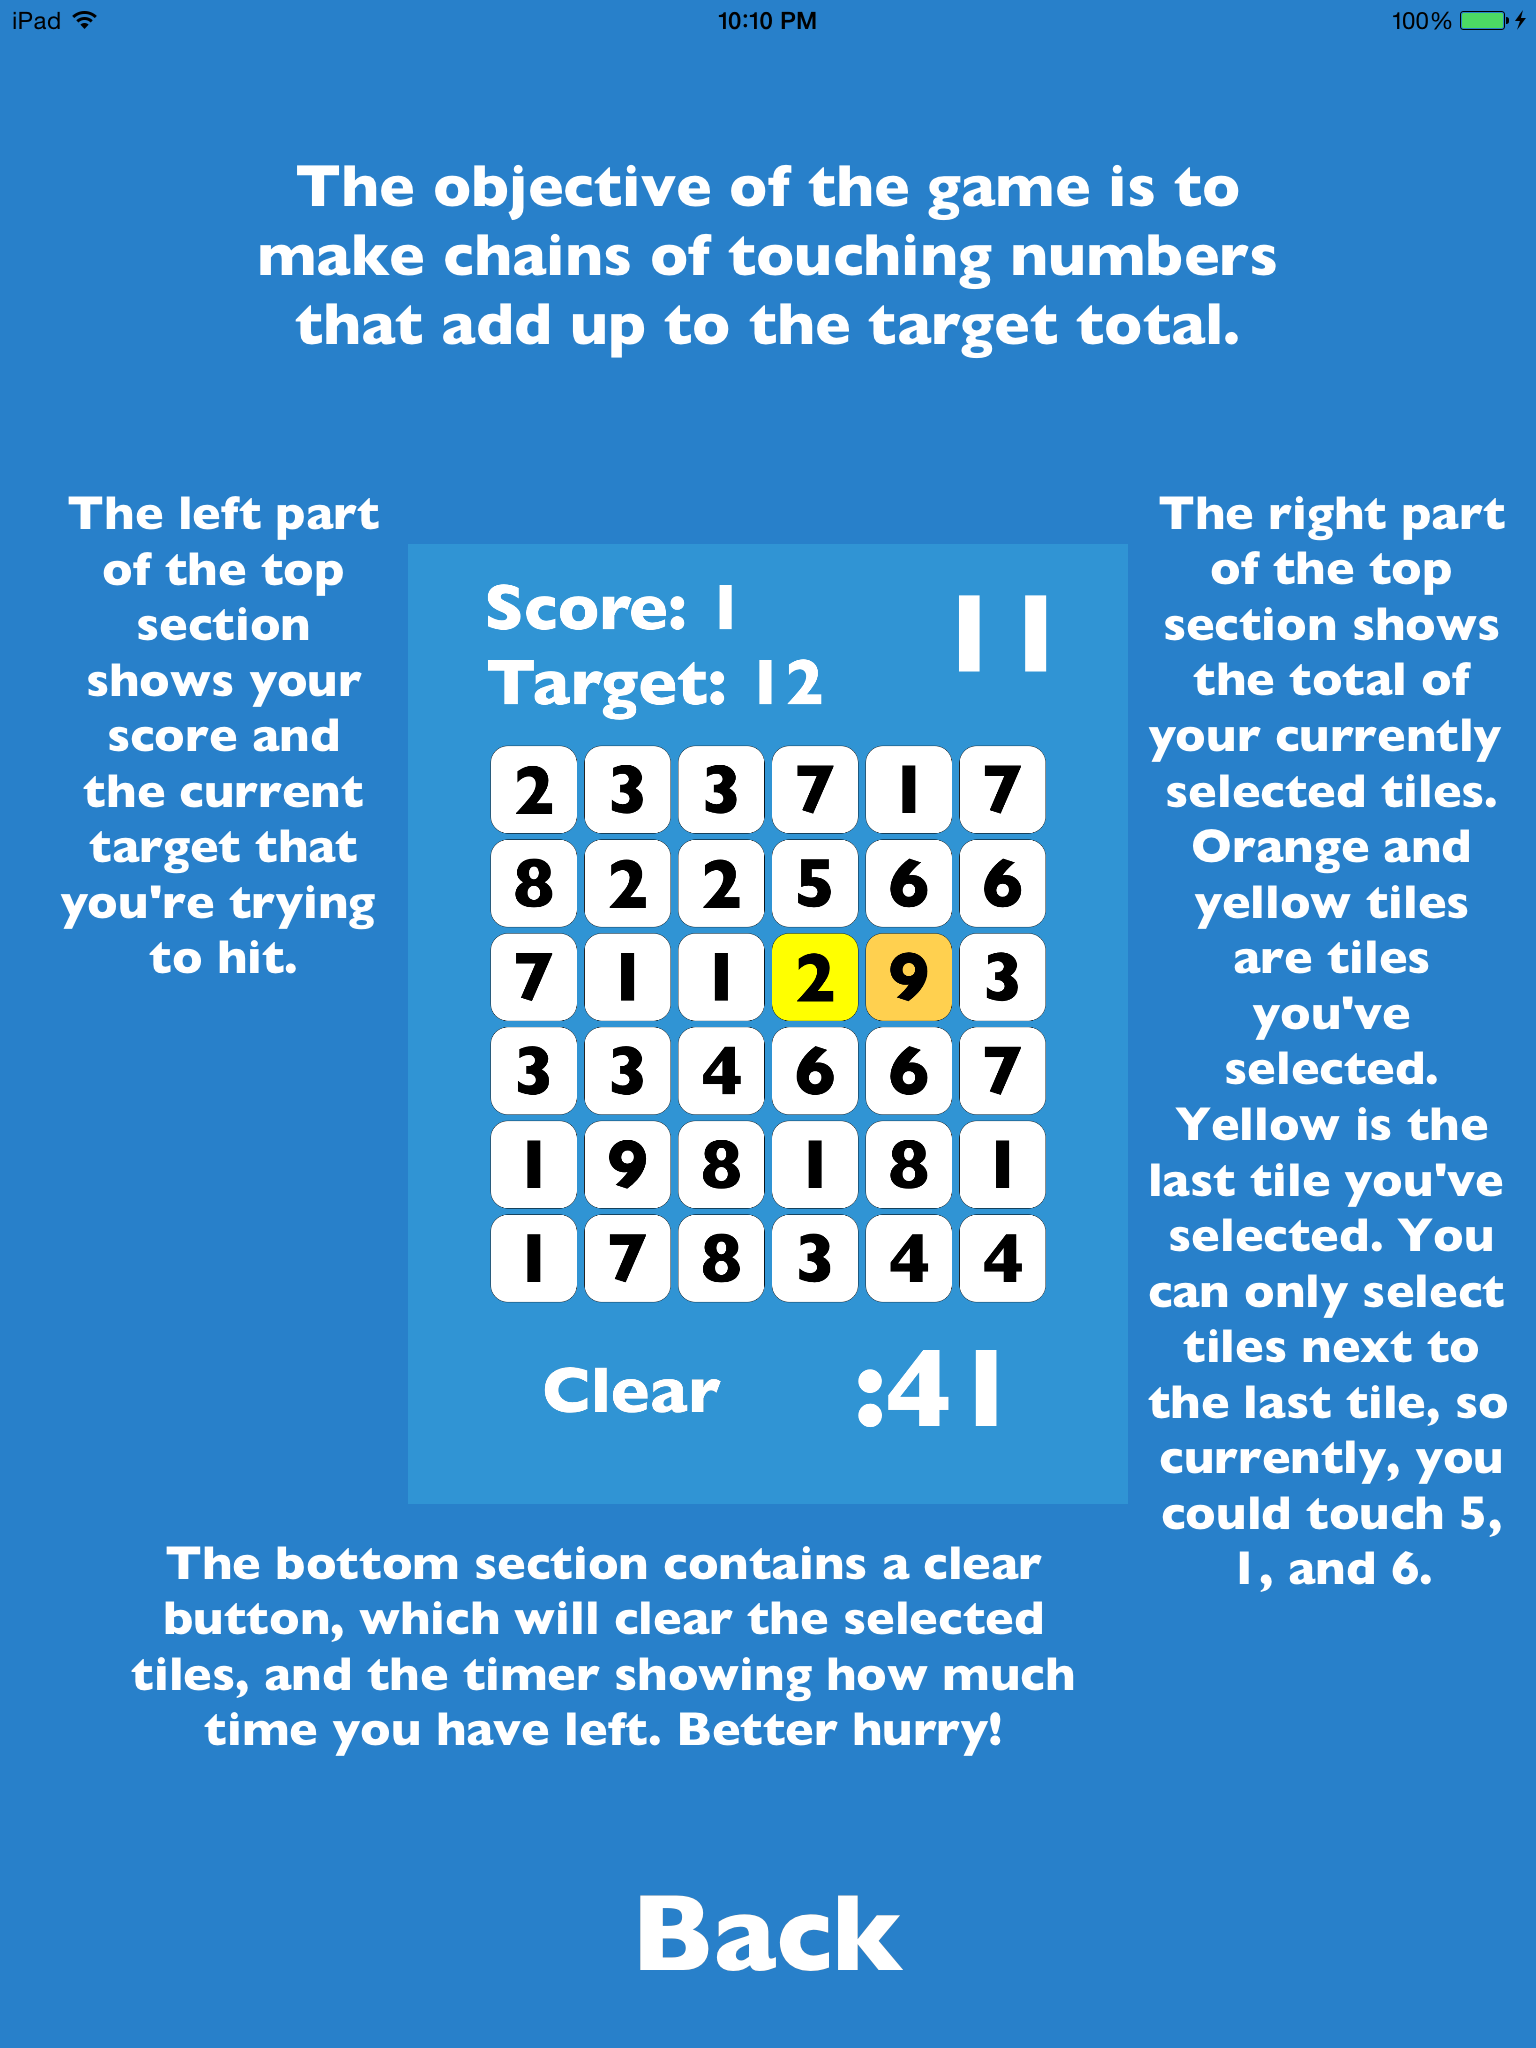 iPad 10:10 PM 100%
The objective of the game is to
make chains of touching numbers
that add up to the target total.
The left part
of the top
section
shows your
score and
the current
target that
you're trying
to hit.
Score: 1
Target: 12
11
2 3 3 7 1 7
8 2 2 5 6 6
7 1 1 2 9 3
3 3 4 6 6 7
1 9 8 1 8 1
1 7 8 3 4 4
Clear :41
The right part
of the top
section shows
the total of
your currently
selected tiles.
Orange and
yellow tiles
are tiles
you've
selected.
Yellow is the
last tile you've
selected. You
can only select
tiles next to
the last tile, so
currently, you
could touch 5,
1, and 6.
The bottom section contains a clear
button, which will clear the selected
tiles, and the timer showing how much
time you have left. Better hurry!
Back